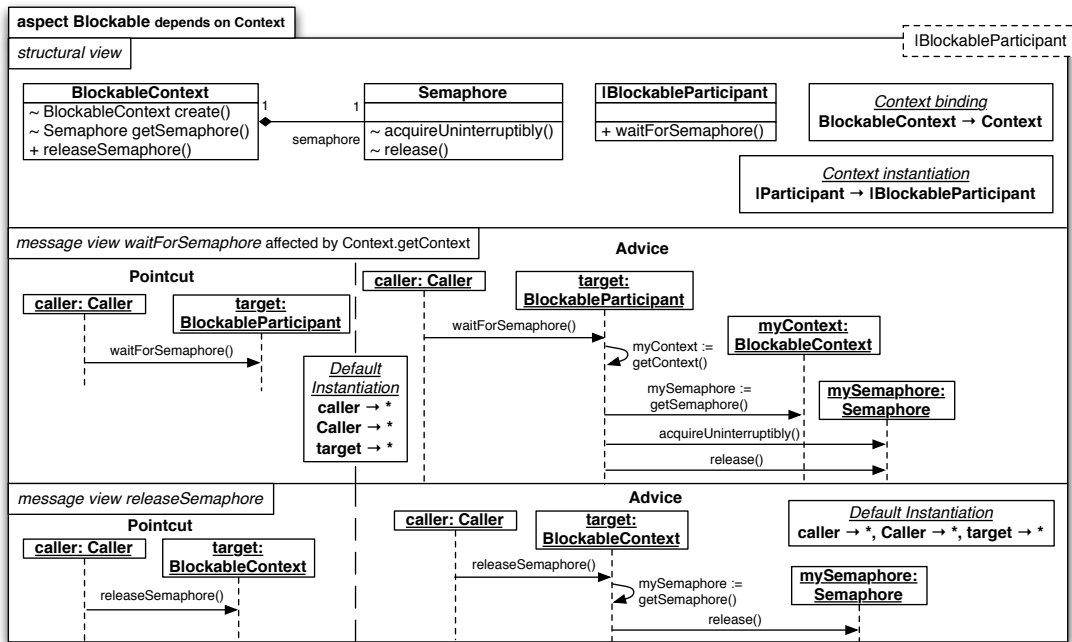 aspect Blockable depends on Context
structural view
|BlockableParticipant
BlockableContext
~ BlockableContext create()
~ Semaphore getSemaphore()
+ releaseSemaphore()
1
semaphore
1
Semaphore
~ acquireUninterruptibly()
~ release()
|BlockableParticipant
+ waitForSemaphore()
Context binding
BlockableContext → Context
Context instantiation
|Participant → |BlockableParticipant
message view waitForSemaphore affected by Context.getContext
Pointcut
caller: Caller
target:
BlockableParticipant
waitForSemaphore()
Default
Instantiation
caller → *
Caller → *
target → *
Advice
caller: Caller
target:
BlockableParticipant
waitForSemaphore()
myContext :=
getContext()
myContext:
BlockableContext
mySemaphore :=
getSemaphore()
mySemaphore:
Semaphore
acquireUninterruptibly()
release()
message view releaseSemaphore
Pointcut
caller: Caller
target:
BlockableContext
releaseSemaphore()
Advice
caller: Caller
target:
BlockableContext
releaseSemaphore()
mySemaphore :=
getSemaphore()
Default Instantiation
caller → *, Caller → *, target → *
mySemaphore:
Semaphore
release()